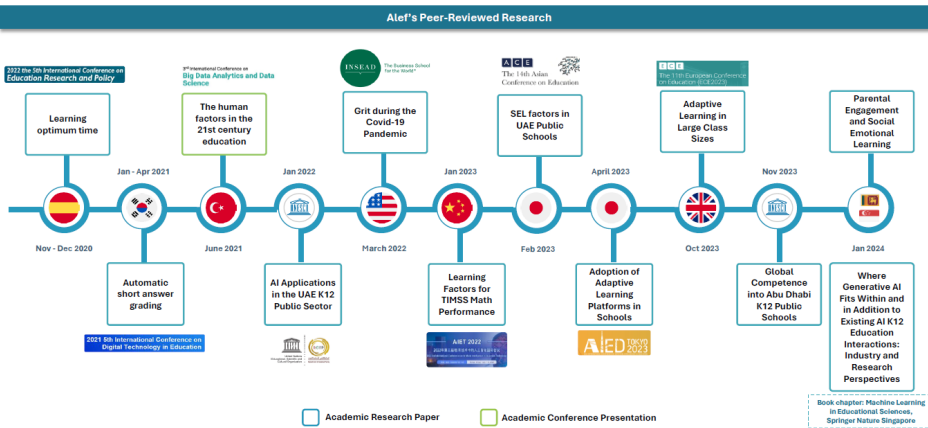 Alef's Peer-Reviewed Research
2022 the 5th International Conference on
Education Research and Policy
Learning
optimum time
Nov - Dec 2020
Jan - Apr 2021
Automatic
short answer
grading
2021 5th International Conference on
Digital Technology in Education
3rd International Conference on
Big Data Analytics and Data
Science
The human
factors in the
21st century
education
June 2021
Jan 2022
AI Applications
in the UAE K12
Public Sector
INSEAD
The Business School
for the World®
Grit during the
Covid-19
Pandemic
March 2022
Jan 2023
Learning
Factors for
TIMSS Math
Performance
AIET 2022
ACE
The 14th Asian
Conference on Education
SEL factors in
UAE Public
Schools
Feb 2023
April 2023
Adoption of
Adaptive
Learning
Platforms in
Schools
AIED TOKYO
2023
ECE
The 11th European Conference
on Education (ECE2023)
Adaptive
Learning in
Large Class
Sizes
Oct 2023
Nov 2023
Global
Competence
into Abu Dhabi
K12 Public
Schools
Parental
Engagement
and Social
Emotional
Learning
Jan 2024
Where
Generative AI
Fits Within and
in Addition to
Existing AI K12
Education
Interactions:
Industry and
Research
Perspectives
Book chapter: Machine Learning
in Educational Sciences,
Springer Nature Singapore
Academic Research Paper
Academic Conference Presentation